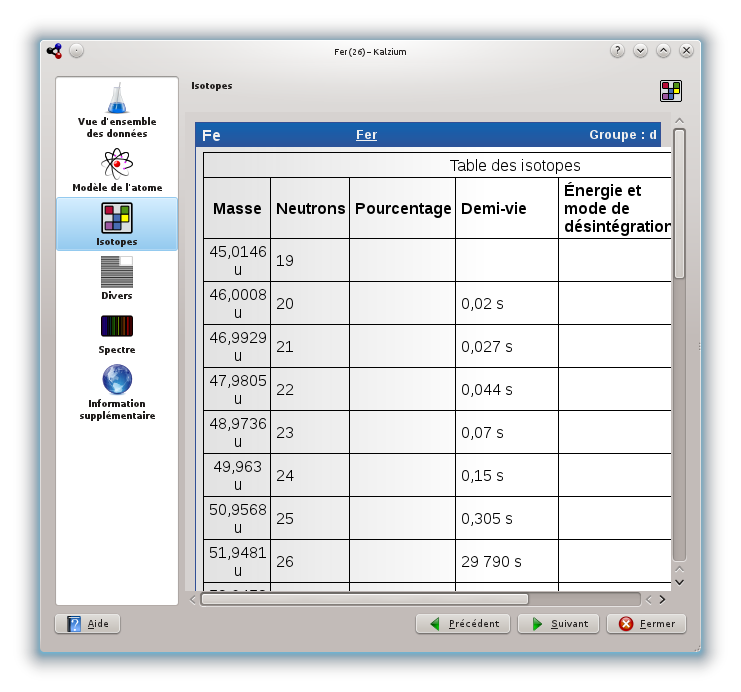 Fer (26) – Kalzium
?
Vue d'ensemble
des données
Modèle de l'atome
Isotopes
Divers
Spectre
Information
supplémentaire
Isotopes
Fe Fer Groupe : d
Table des isotopes
Masse Neutrons Pourcentage Demi-vie Énergie et
mode de
désintégration
45,0146
u 19
46,0008
u 20 0,02 s
46,9929
u 21 0,027 s
47,9805
u 22 0,044 s
48,9736
u 23 0,07 s
49,963
u 24 0,15 s
50,9568
u 25 0,305 s
51,9481
u 26 29 790 s
Aide Précédent Suivant Fermer